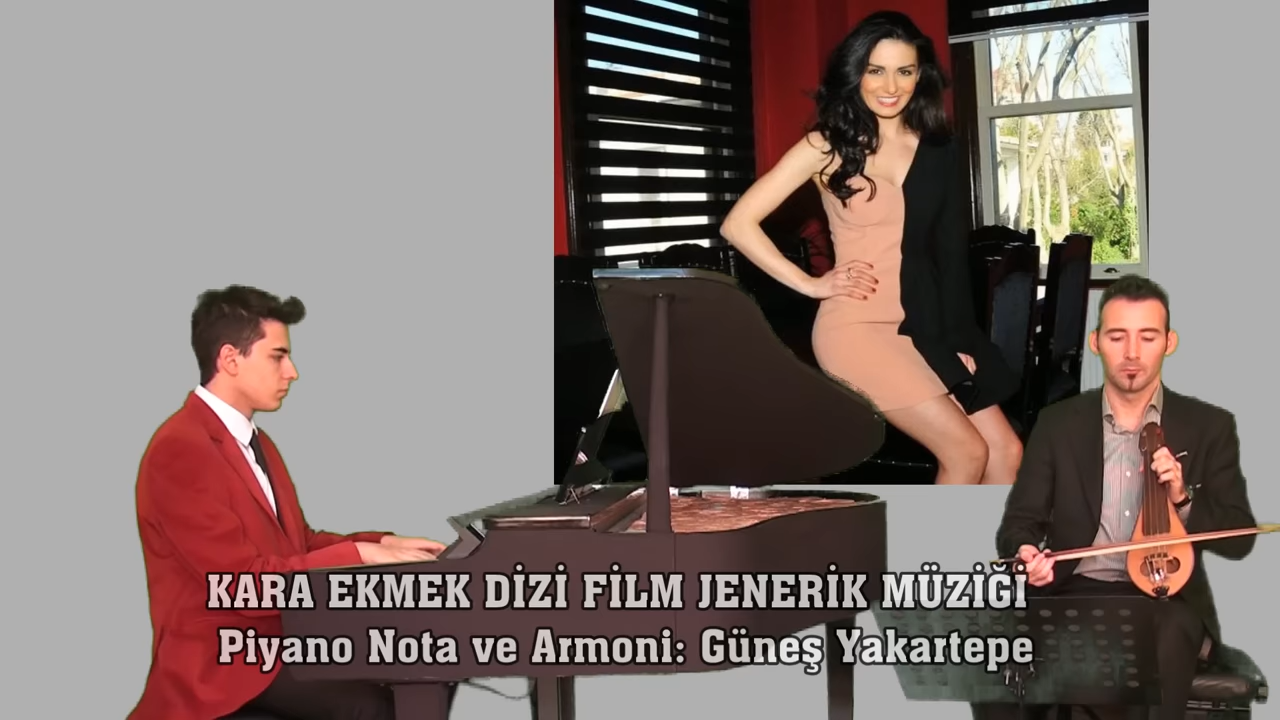 KARA EKMEK DİZİ FİLM JENERİK MÜZİĞİ
Piyano Nota ve Armoni: Güneş Yakartepe